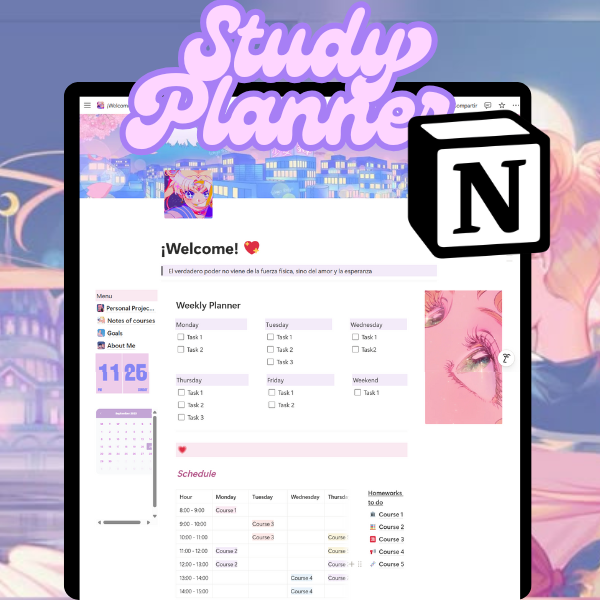 Study
Planner
¡Welcome
N
¡Welcome! 💖
El verdadero poder no viene de la fuerza física, sino del amor y la esperanza
Menu
Personal Projec...
Notes of courses
Goals
About Me
11 25
Weekly Planner
Monday
Task 1
Task 2
Tuesday
Task 1
Task 2
Task 3
Wednesday
Task 1
Task2
Thursday
Task 1
Task 2
Task 3
Friday
Task 1
Task 2
Weekend
Task 1
Schedule
Hour Monday Tuesday Wednesday Thursda
8:00 - 9:00 Course 1
9:00 - 10:00 Course 3
10:00 - 11:00 Course 3 Course
11:00 - 12:00 Course 2 Course
12:00 - 13:00 Course 2 Course
13:00 - 14:00 Course 4 Course
14:00 - 15:00 Course 4
Homeworks
to do
Course 1
Course 2
Course 3
Course 4
Course 5